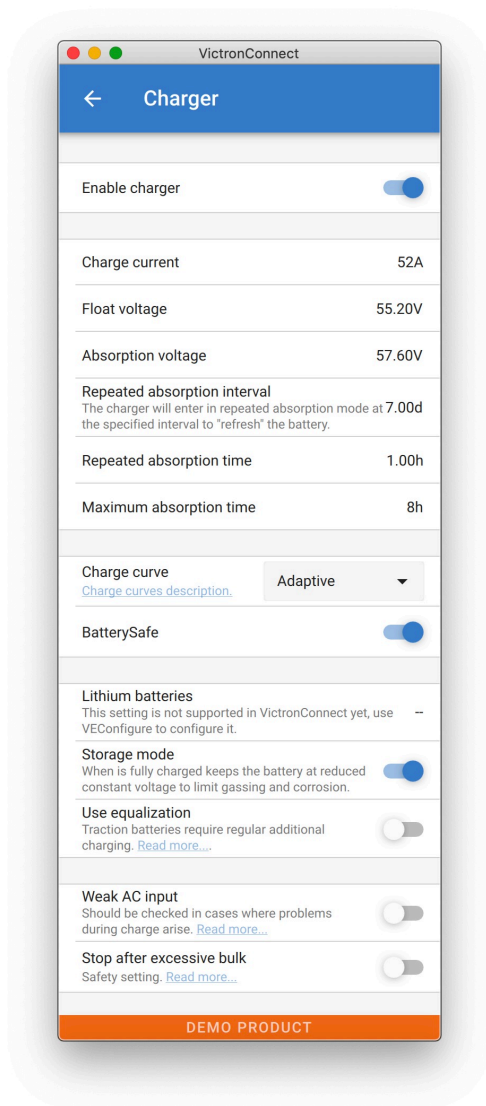 VictronConnect
Charger
Enable charger
Charge current 52A
Float voltage 55.20V
Absorption voltage 57.60V
Repeated absorption interval
The charger will enter in repeated absorption mode at 7.00d
the specified interval to "refresh" the battery.
Repeated absorption time 1.00h
Maximum absorption time 8h
Charge curve
Adaptive
Charge curves description.
BatterySafe
Lithium batteries
This setting is not supported in VictronConnect yet, use --
VEConfigure to configure it.
Storage mode
When is fully charged keeps the battery at reduced
constant voltage to limit gassing and corrosion.
Use equalization
Traction batteries require regular additional
charging. Read more....
Weak AC input
Should be checked in cases where problems
during charge arise. Read more...
Stop after excessive bulk
Safety setting. Read more...
DEMO PRODUCT